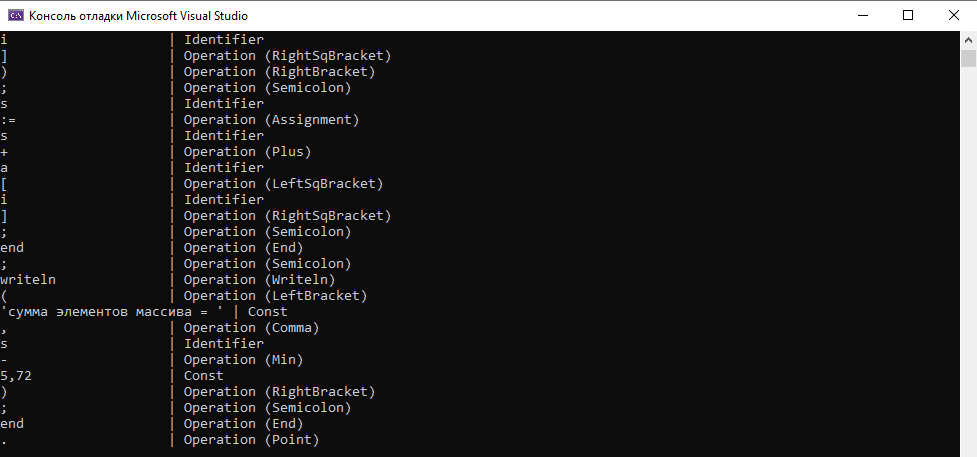 Консоль отладки Microsoft Visual Studio
i | Identifier
] | Operation (RightSqBracket)
) | Operation (RightBracket)
; | Operation (Semicolon)
s | Identifier
:= | Operation (Assignment)
s | Identifier
+ | Operation (Plus)
a | Identifier
[ | Operation (LeftSqBracket)
i | Identifier
] | Operation (RightSqBracket)
; | Operation (Semicolon)
end | Operation (End)
; | Operation (Semicolon)
writeln | Operation (Writeln)
( | Operation (LeftBracket)
'сумма элементов массива = ' | Const
, | Operation (Comma)
s | Identifier
- | Operation (Min)
5,72 | Const
) | Operation (RightBracket)
; | Operation (Semicolon)
end | Operation (End)
. | Operation (Point)